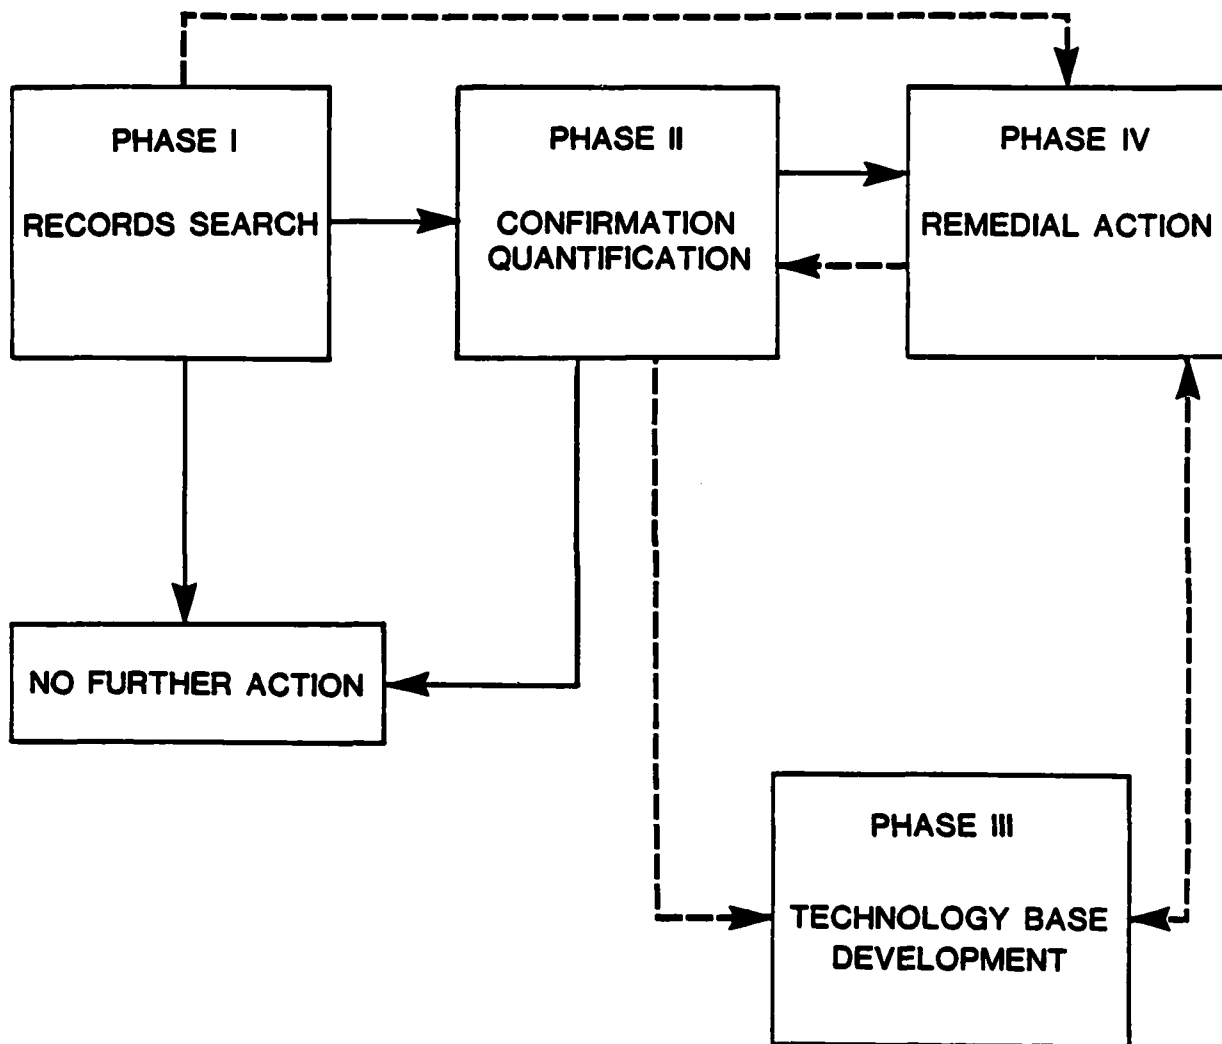 PHASE I
RECORDS SEARCH
PHASE II
CONFIRMATION
QUANTIFICATION
PHASE IV
REMEDIAL ACTION
NO FURTHER ACTION
PHASE III
TECHNOLOGY BASE
DEVELOPMENT